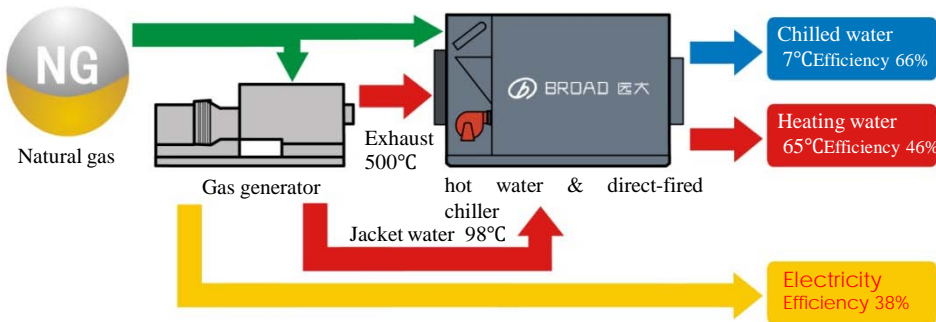 NG
Natural gas
Gas generator
Exhaust
500℃
BROAD 远大
hot water & direct-fired
chiller
Jacket water 98℃
Chilled water
7℃Efficiency 66%
Heating water
65℃Efficiency 46%
Electricity
Efficiency 38%